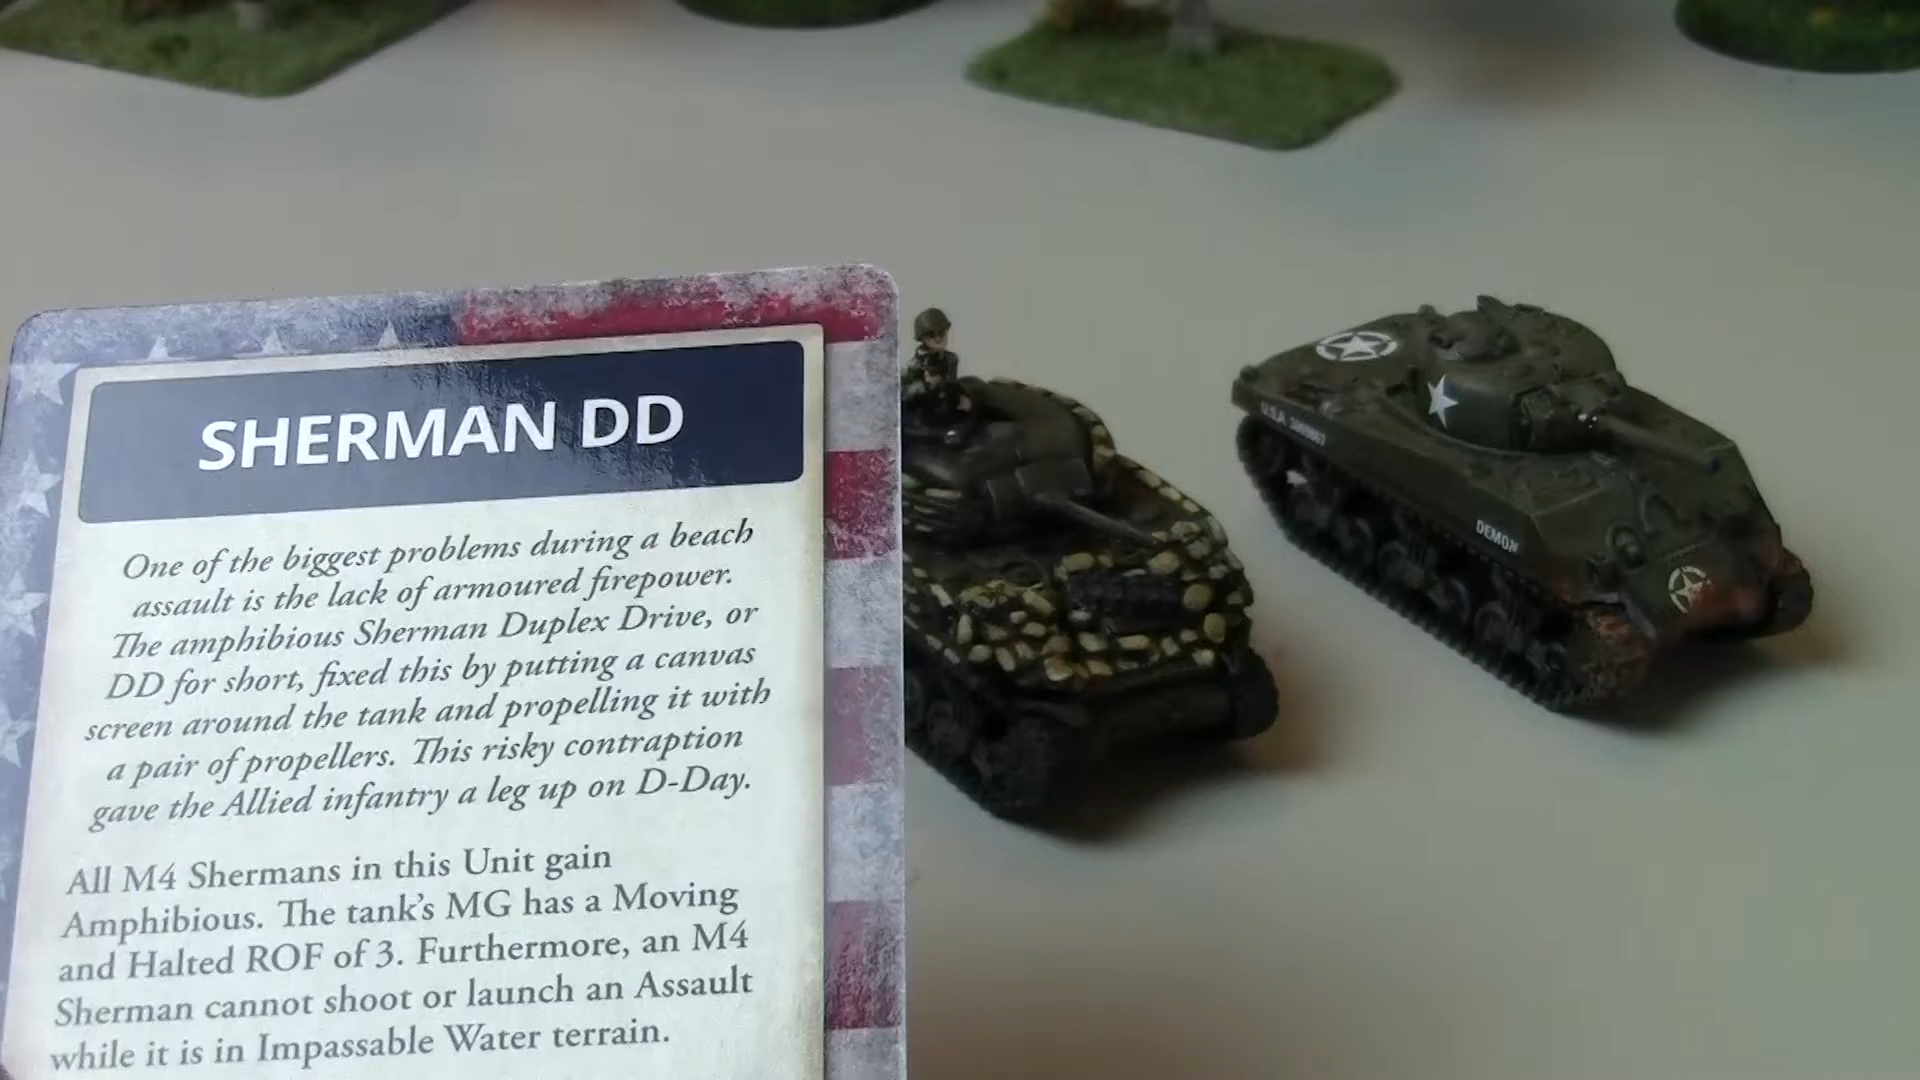 SHERMAN DD
One of the biggest problems during a beach
assault is the lack of armoured firepower.
The amphibious Sherman Duplex Drive, or
DD for short, fixed this by putting a canvas
screen around the tank and propelling it with
a pair of propellers. This risky contraption
gave the Allied infantry a leg up on D-Day.
All M4 Shermans in this Unit gain
Amphibious. The tank's MG has a Moving
and Halted ROF of 3. Furthermore, an M4
Sherman cannot shoot or launch an Assault
while it is in Impassable Water terrain.
U.S.A.
DEMON